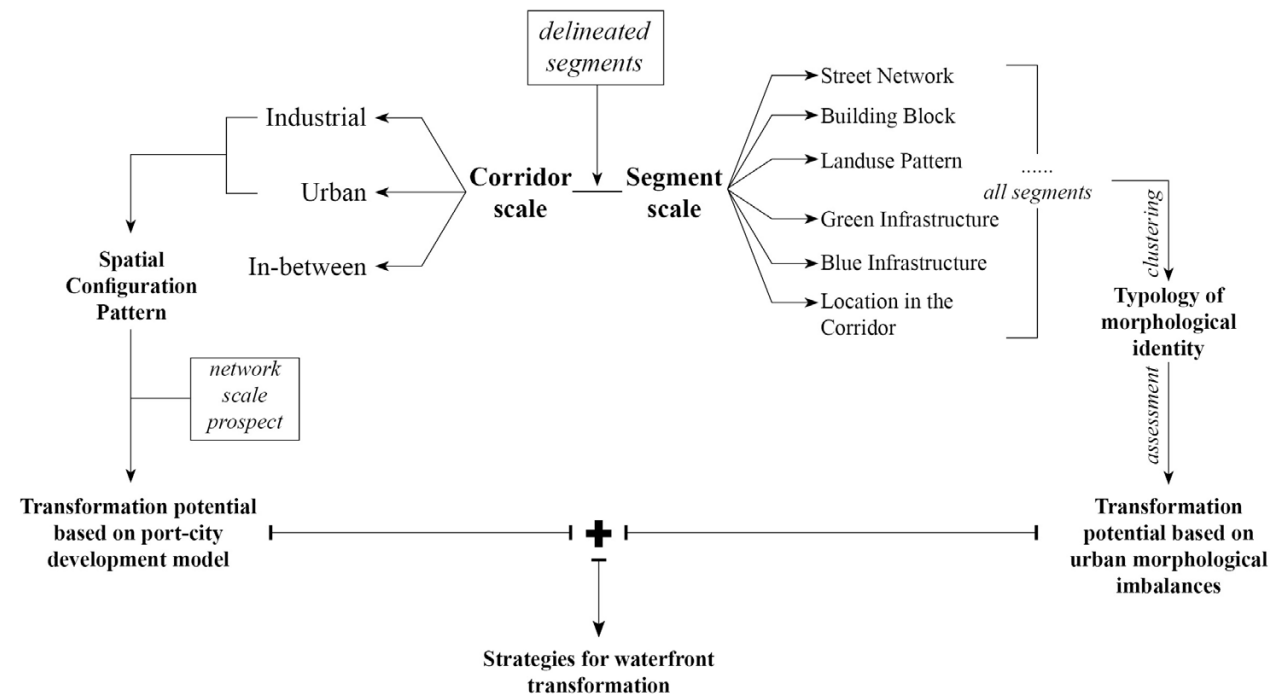 delineated
segments
Industrial
Urban
In-between
Corridor
scale
Segment
scale
Street Network
Building Block
Landuse Pattern
Green Infrastructure
Blue Infrastructure
Location in the
Corridor
......
all segments
clustering
Spatial
Configuration
Pattern
network
scale
prospect
Typology of
morphological
identity
assessment
Transformation potential
based on port-city
development model
Transformation
potential based on
urban morphological
imbalances
Strategies for waterfront
transformation